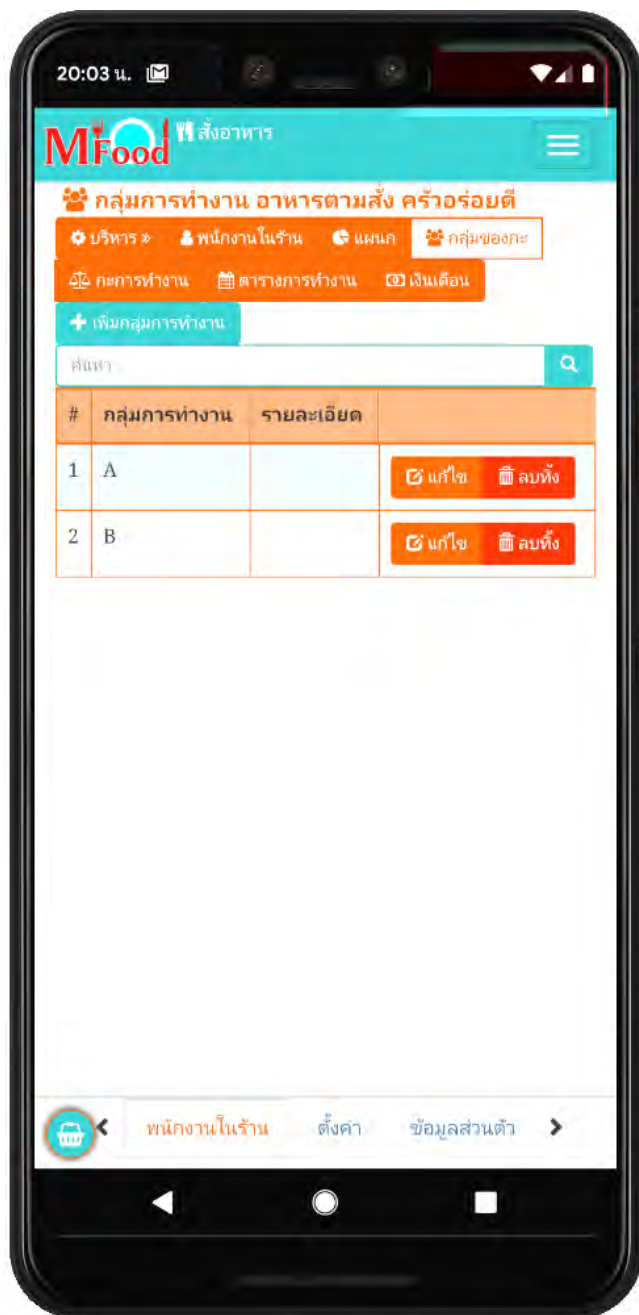 20:03 น.
MFood สั่งอาหาร
กลุ่มการทำงาน อาหารตามสั่ง ครัวอร่อยดี
บริหาร » พนักงานในร้าน แผนก กลุ่มของกะ
กะการทำงาน ตารางการทำงาน เงินเดือน
เพิ่มกลุ่มการทำงาน
ค้นหา
# กลุ่มการทำงาน รายละเอียด
1 A แก้ไข ลบทิ้ง
2 B แก้ไข ลบทิ้ง
พนักงานในร้าน ตั้งค่า ข้อมูลส่วนตัว